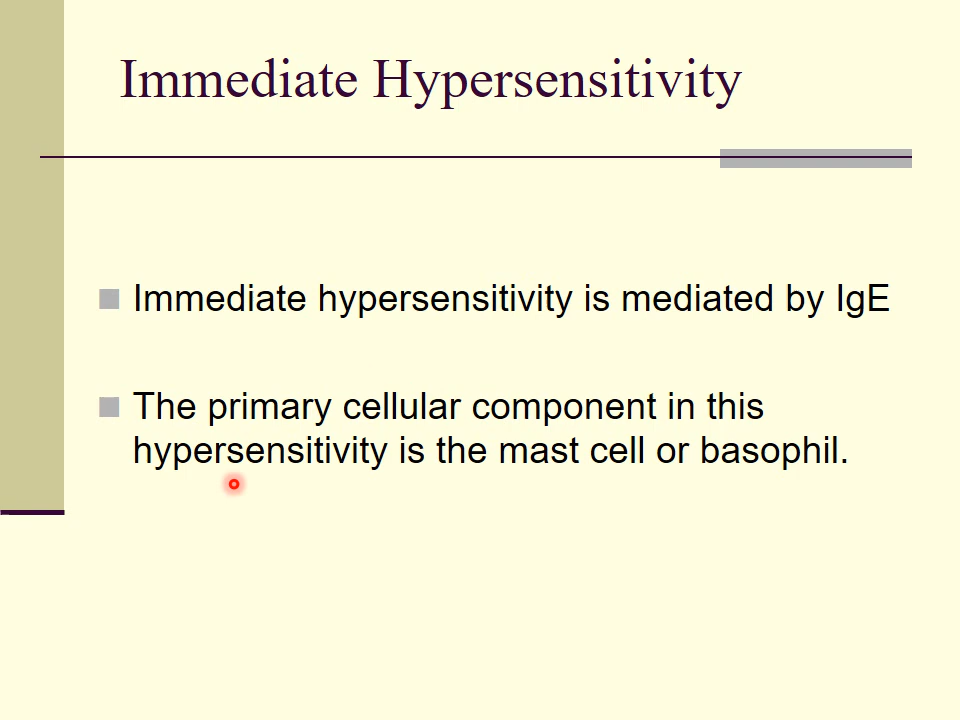 Immediate Hypersensitivity
Immediate hypersensitivity is mediated by IgE
The primary cellular component in this
hypersensitivity is the mast cell or basophil.